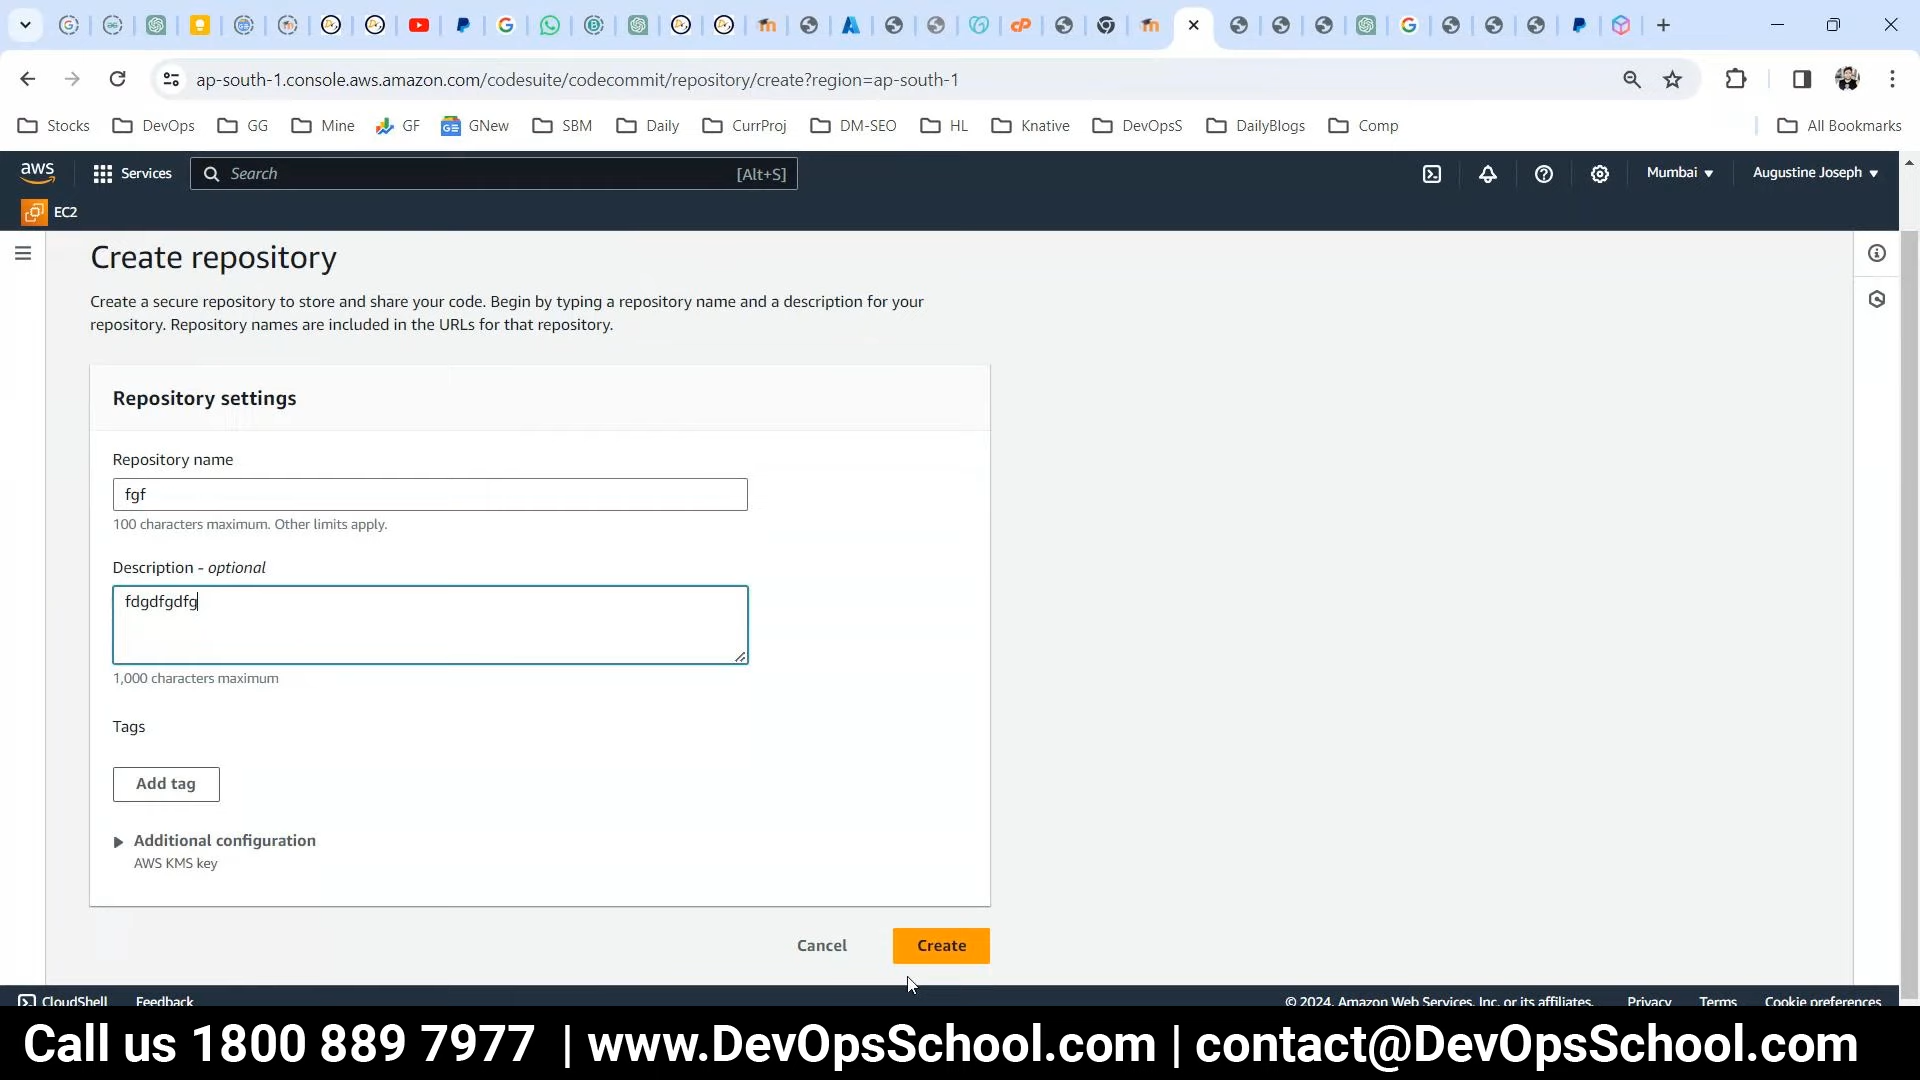 ap-south-1.console.aws.amazon.com/codesuite/codecommit/repository/create?region=ap-south-1
Stocks DevOps GG Mine GF GNew SBM Daily CurrProj DM-SEO HL Knative DevOpsS DailyBlogs Comp All Bookmarks
aws Services Search [Alt+S] Mumbai Augustine Joseph
EC2
Create repository
Create a secure repository to store and share your code. Begin by typing a repository name and a description for your
repository. Repository names are included in the URLs for that repository.
Repository settings
Repository name
fgf
100 characters maximum. Other limits apply.
Description - optional
fdgdfgdfg
1,000 characters maximum
Tags
Add tag
Additional configuration
AWS KMS key
Cancel Create
CloudShell Feedback © 2024, Amazon Web Services, Inc. or its affiliates. Privacy Terms Cookie preferences
Call us 1800 889 7977 | www.DevOpsSchool.com | contact@DevOpsSchool.com